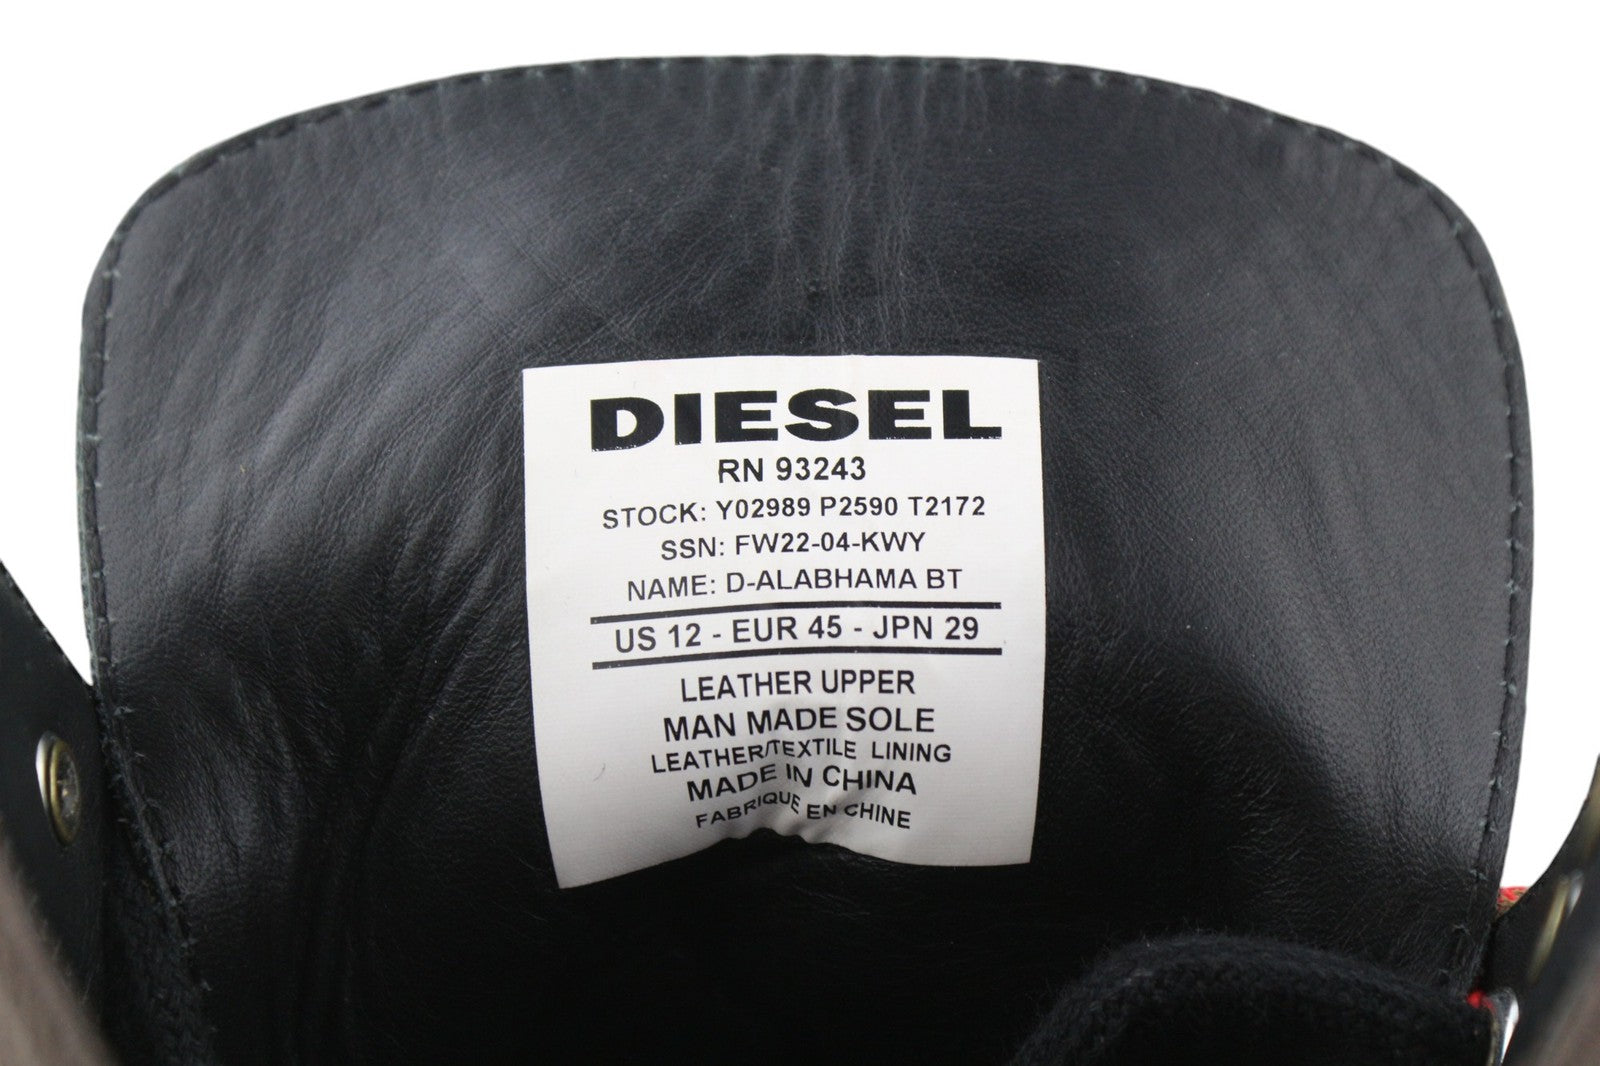 DIESEL
RN 93243
STOCK: Y02989 P2590 T2172
SSN: FW22-04-KWY
NAME: D-ALABHAMA BT
US 12 - EUR 45 - JPN 29
LEATHER UPPER
MAN MADE SOLE
LEATHER/TEXTILE LINING
MADE IN CHINA
FABRIQUE EN CHINE